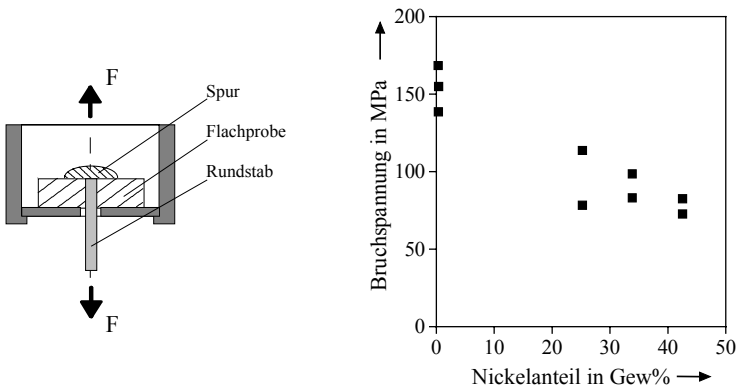 F
Spur
Flachprobe
Rundstab
F
Bruchspannung in MPa
200
150
100
50
0
0 10 20 30 40 50
Nickelanteil in Gew%